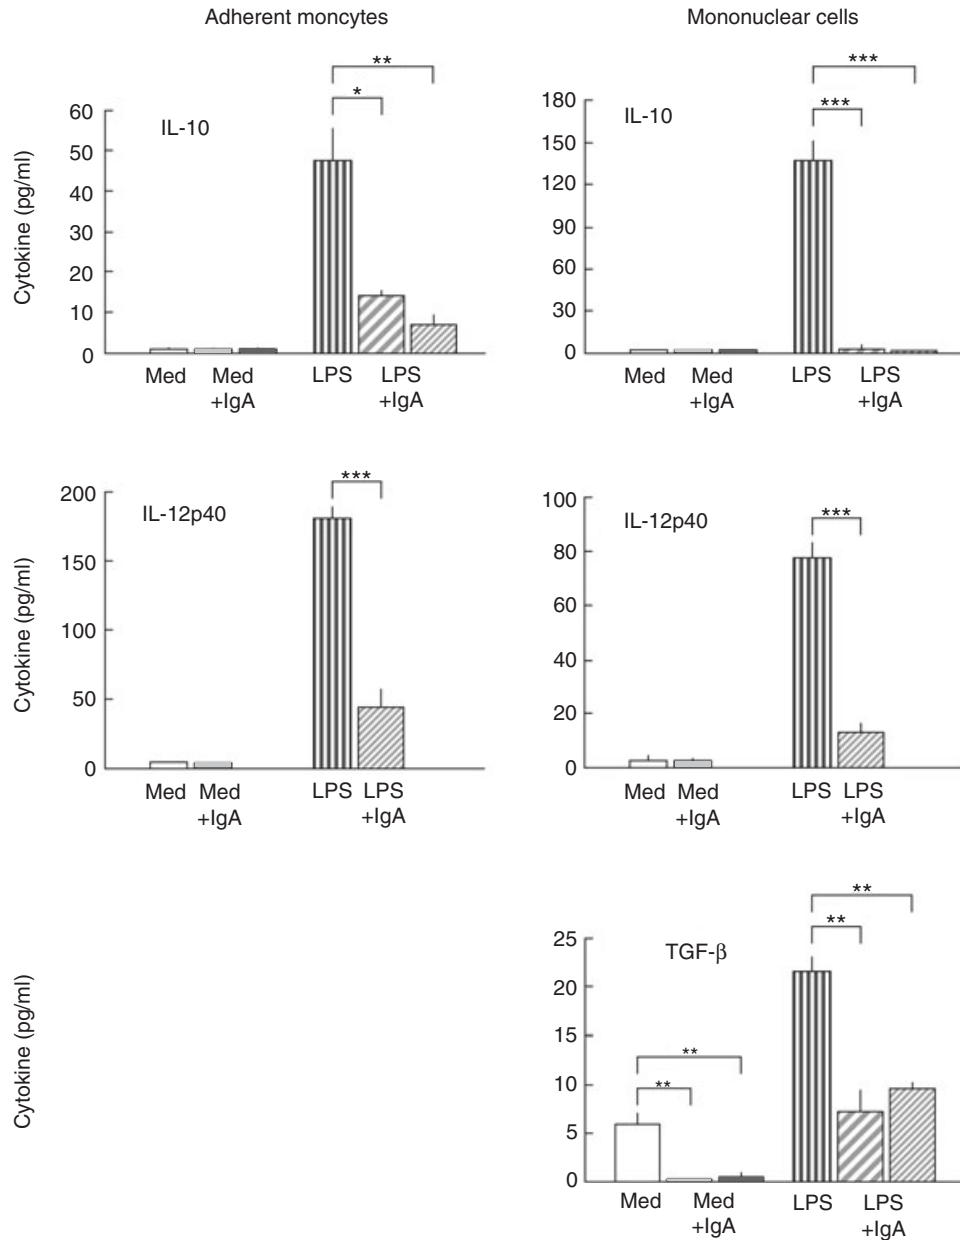 Adherent moncytes
Mononuclear cells
Cytokine (pg/ml)
IL-10
60
50
40
30
20
10
0
*
**
Med Med LPS LPS
+IgA +IgA
IL-10
180
150
120
90
60
30
0
***
***
Med Med LPS LPS
+IgA +IgA
Cytokine (pg/ml)
IL-12p40
200
150
100
50
0
***
Med Med LPS LPS
+IgA +IgA
IL-12p40
100
80
60
40
20
0
***
Med Med LPS LPS
+IgA +IgA
Cytokine (pg/ml)
TGF-β
25
20
15
10
5
0
**
**
**
**
Med Med LPS LPS
+IgA +IgA